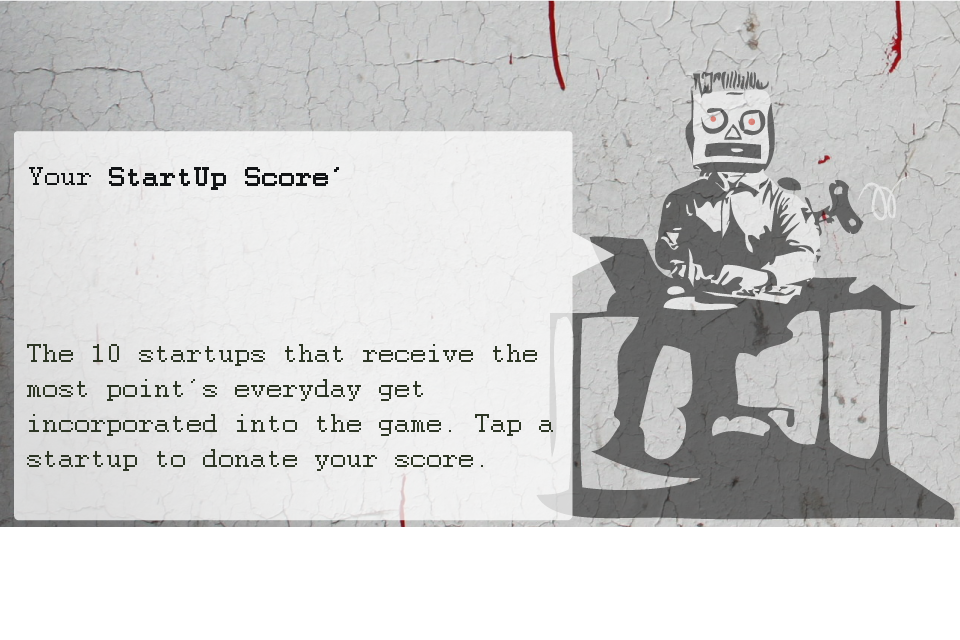 Your StartUp Score´
The 10 startups that receive the
most point´s everyday get
incorporated into the game. Tap a
startup to donate your score.